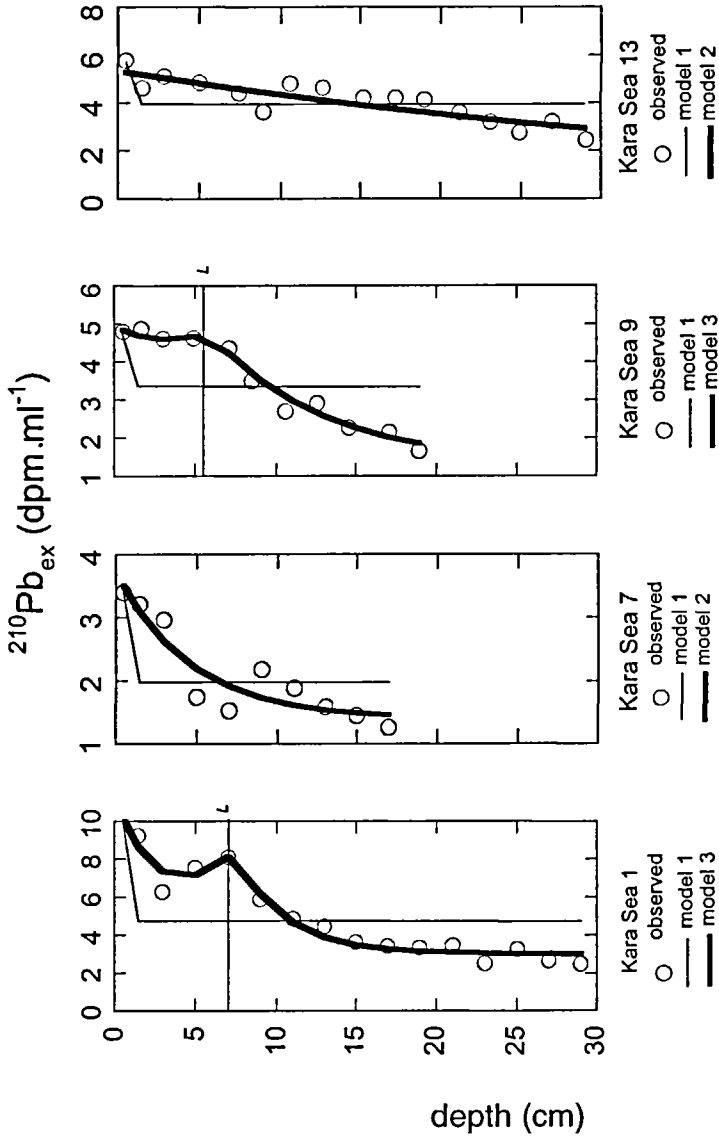 ²¹⁰Pbₑₓ (dpm.ml⁻¹)
0 2 4 6 8 10
1 2 3 4
1 2 3 4 5 6
0 2 4 6 8
depth (cm)
0
5
10
15
20
25
30
L
L
Kara Sea 1
observed
model 1
model 3
Kara Sea 7
observed
model 1
model 2
Kara Sea 9
observed
model 1
model 3
Kara Sea 13
observed
model 1
model 2